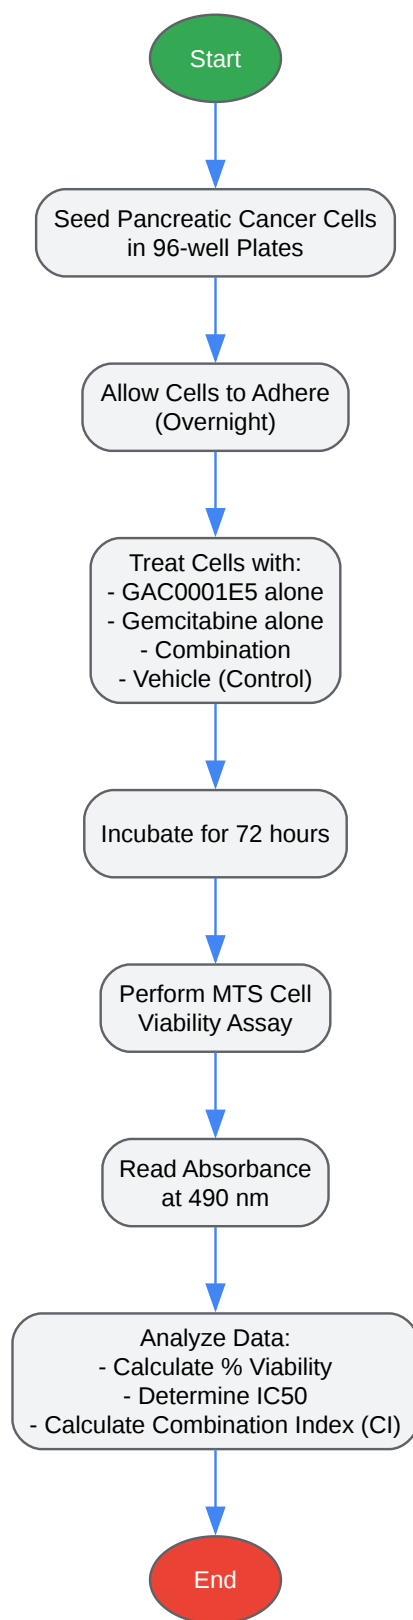 Start
Seed Pancreatic Cancer Cells
in 96-well Plates
Allow Cells to Adhere
(Overnight)
Treat Cells with:
- GAC0001E5 alone
- Gemcitabine alone
- Combination
- Vehicle (Control)
Incubate for 72 hours
Perform MTS Cell
Viability Assay
Read Absorbance
at 490 nm
Analyze Data:
- Calculate % Viability
- Determine IC50
- Calculate Combination Index (CI)
End